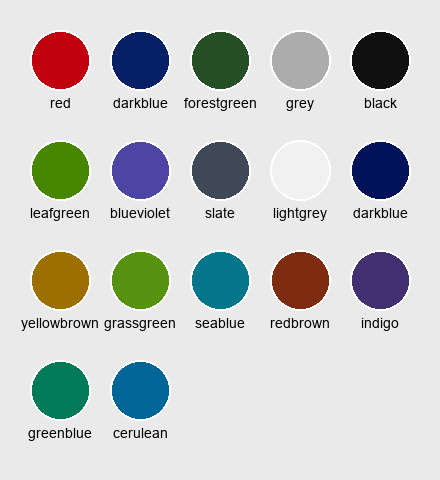 red darkblue forestgreen grey black
leafgreen blueviolet slate lightgrey darkblue
yellowbrown grassgreen seablue redbrown indigo
greenblue cerulean